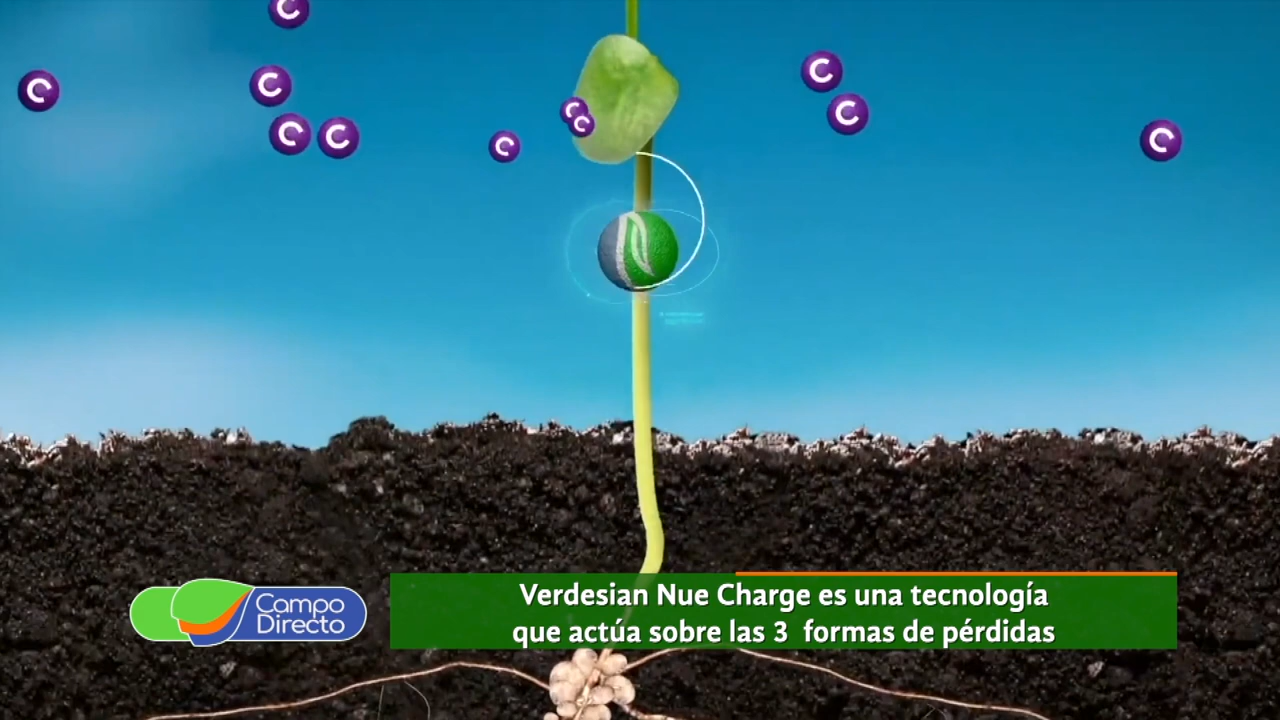 C
C
C
C
C
C
C
C
C
C
C
Campo
Directo
Verdesian Nue Charge es una tecnología
que actúa sobre las 3 formas de pérdidas